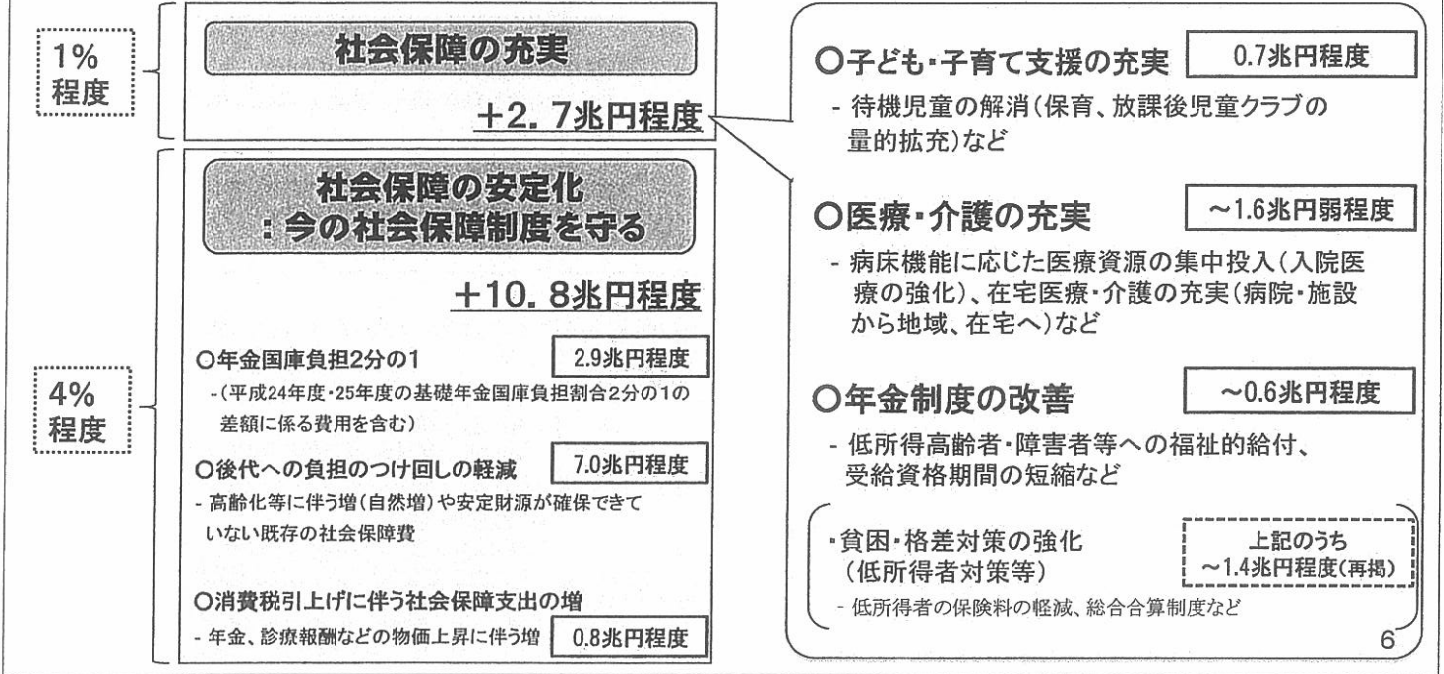 1%
程度
社会保障の充実
+2.7兆円程度
4%
程度
社会保障の安定化
:今の社会保障制度を守る
+10.8兆円程度
○年金国庫負担2分の1 2.9兆円程度
-(平成24年度・25年度の基礎年金国庫負担割合2分の1の
差額に係る費用を含む)
○後代への負担のつけ回しの軽減 7.0兆円程度
- 高齢化等に伴う増(自然増)や安定財源が確保できて
いない既存の社会保障費
○消費税引上げに伴う社会保障支出の増
- 年金、診療報酬などの物価上昇に伴う増 0.8兆円程度
○子ども・子育て支援の充実 0.7兆円程度
- 待機児童の解消(保育、放課後児童クラブの
量的拡充)など
○医療・介護の充実 ~1.6兆円弱程度
- 病床機能に応じた医療資源の集中投入(入院医
療の強化)、在宅医療・介護の充実(病院・施設
から地域、在宅へ)など
○年金制度の改善 ~0.6兆円程度
- 低所得高齢者・障害者等への福祉的給付、
受給資格期間の短縮など
・貧困・格差対策の強化
(低所得者対策等)
上記のうち
~1.4兆円程度(再掲)
- 低所得者の保険料の軽減、総合合算制度など
6